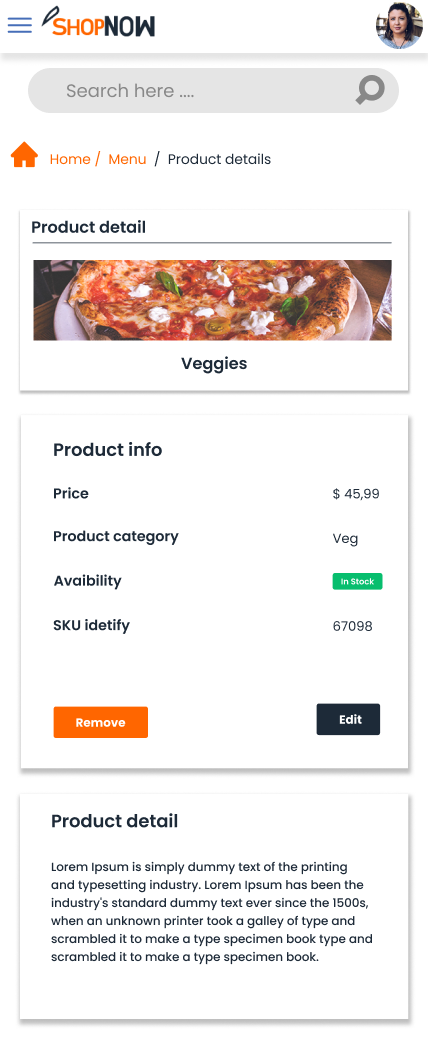 SHOPNOW
Search here ....
Home / Menu / Product details
Product detail
Veggies
Product info
Price $ 45,99
Product category Veg
Avaibility In Stock
SKU idetify 67098
Remove Edit
Product detail
Lorem Ipsum is simply dummy text of the printing
and typesetting industry. Lorem Ipsum has been the
industry's standard dummy text ever since the 1500s,
when an unknown printer took a galley of type and
scrambled it to make a type specimen book type and
scrambled it to make a type specimen book.